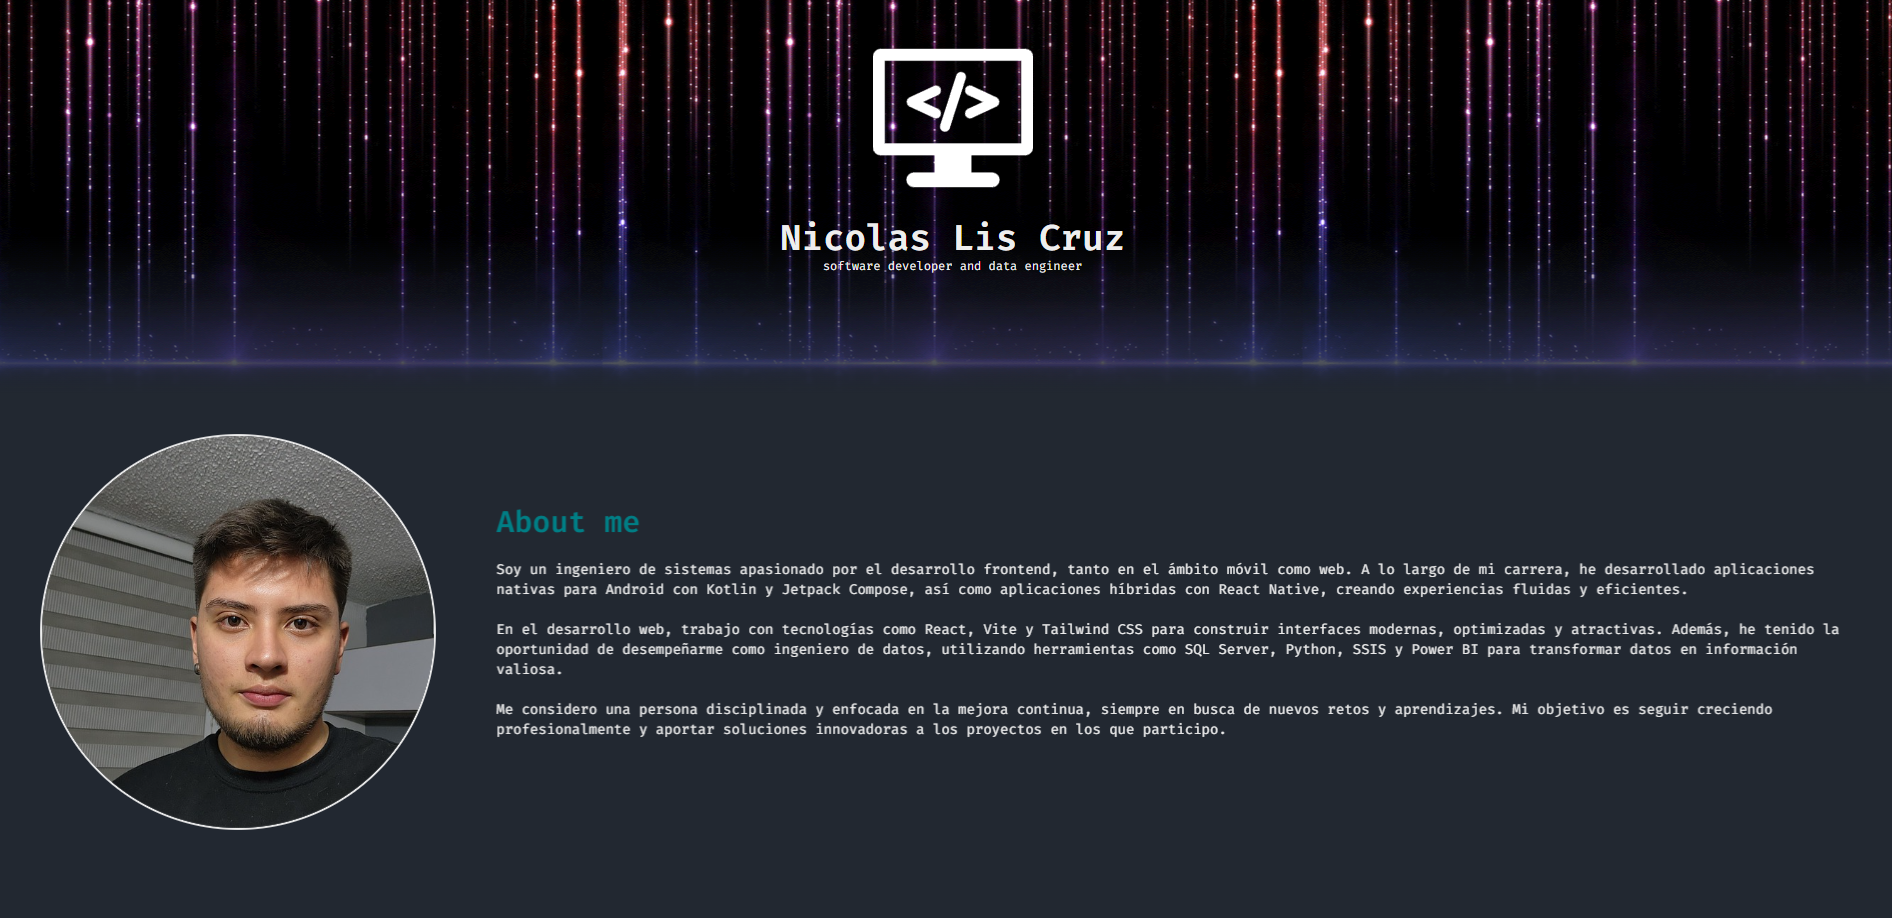 </>
Nicolas Lis Cruz
software developer and data engineer
About me
Soy un ingeniero de sistemas apasionado por el desarrollo frontend, tanto en el ámbito móvil como web. A lo largo de mi carrera, he desarrollado aplicaciones
nativas para Android con Kotlin y Jetpack Compose, así como aplicaciones híbridas con React Native, creando experiencias fluidas y eficientes.
En el desarrollo web, trabajo con tecnologías como React, Vite y Tailwind CSS para construir interfaces modernas, optimizadas y atractivas. Además, he tenido la
oportunidad de desempeñarme como ingeniero de datos, utilizando herramientas como SQL Server, Python, SSIS y Power BI para transformar datos en información
valiosa.
Me considero una persona disciplinada y enfocada en la mejora continua, siempre en busca de nuevos retos y aprendizajes. Mi objetivo es seguir creciendo
profesionalmente y aportar soluciones innovadoras a los proyectos en los que participo.